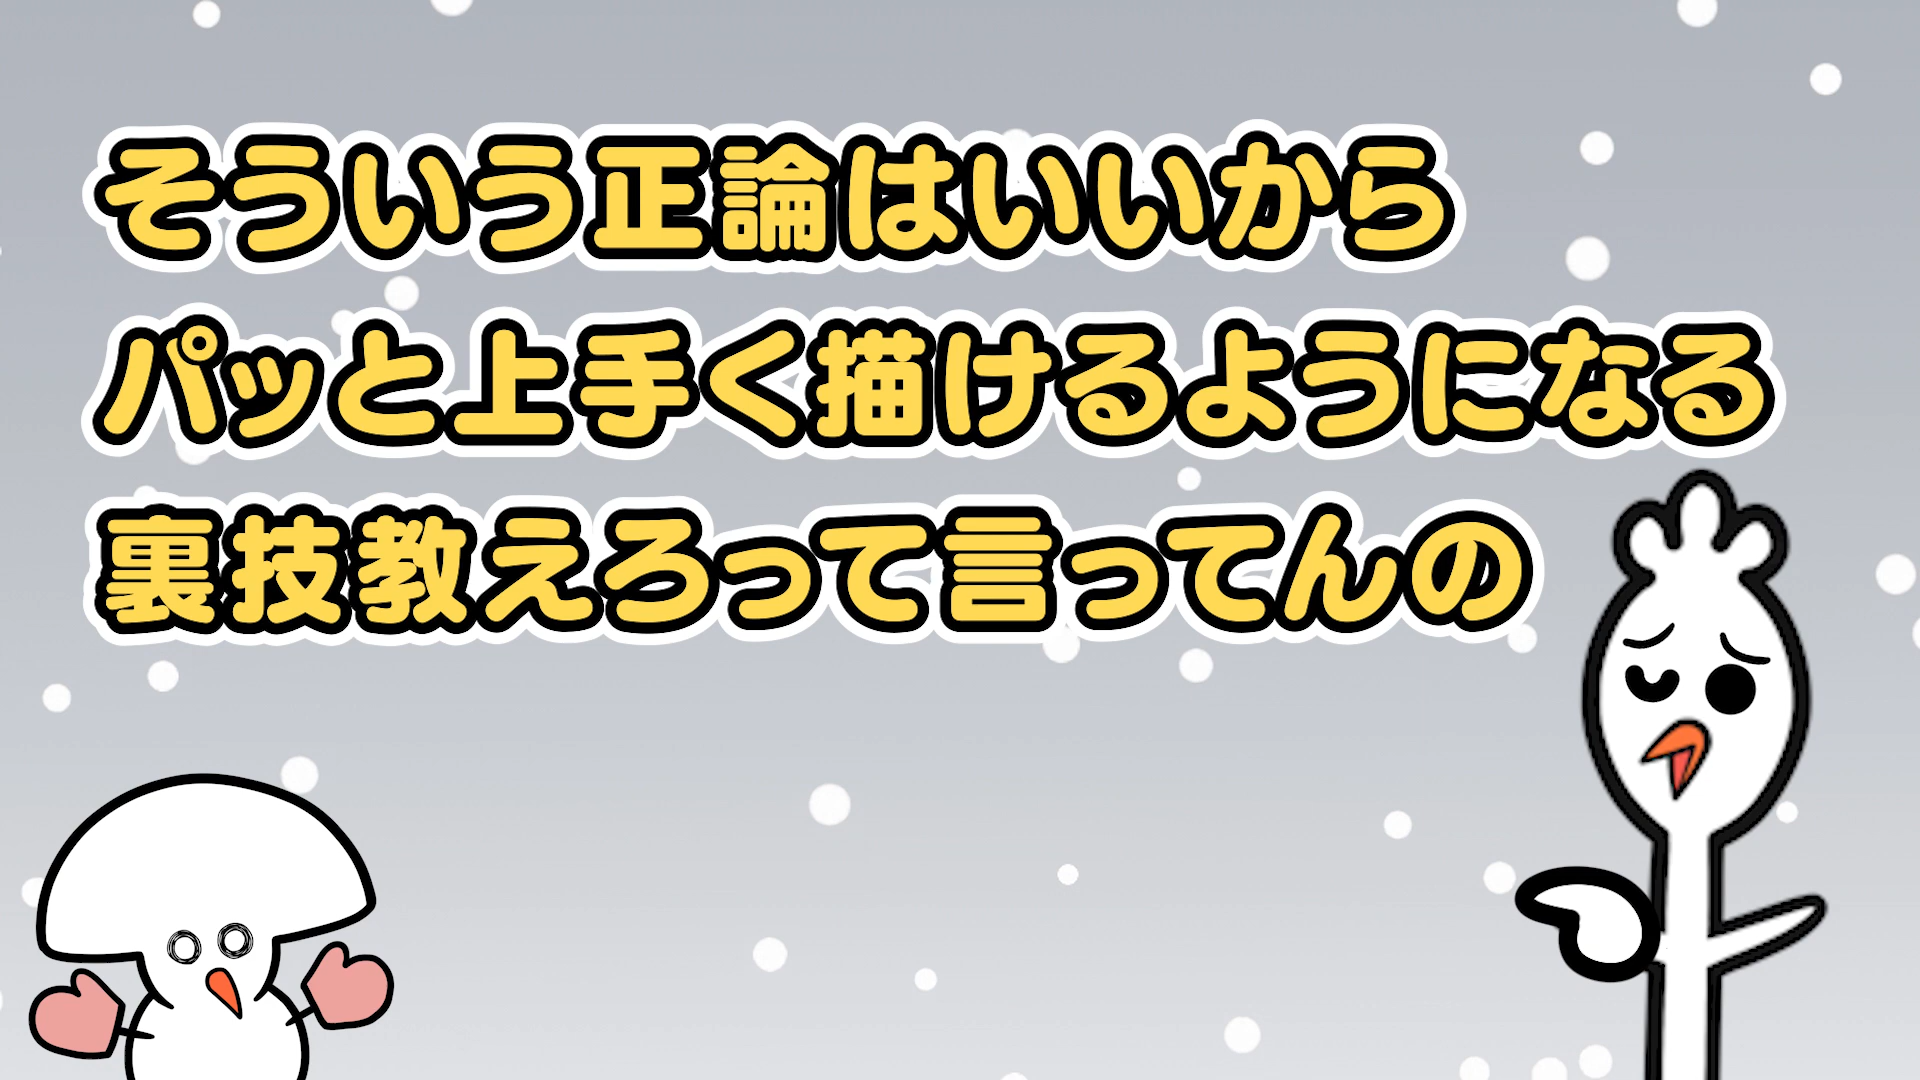 そういう正論はいいから
パッと上手く描けるようになる
裏技教えろって言ってんの